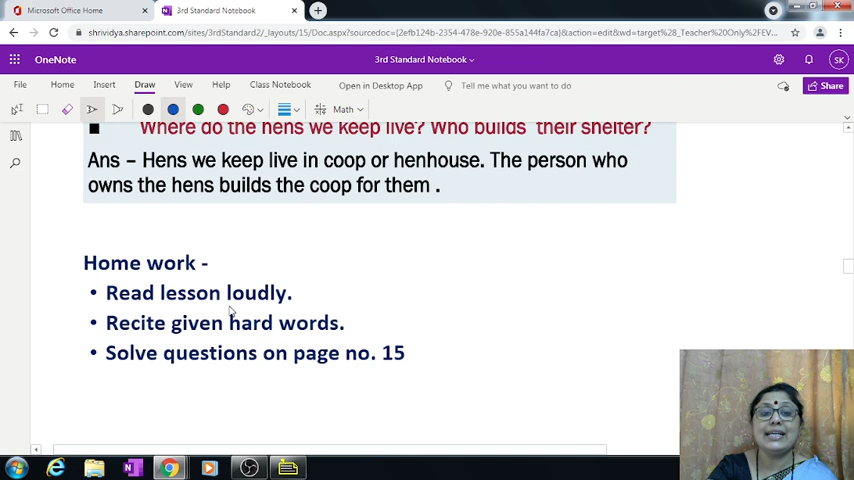 Microsoft Office Home
3rd Standard Notebook
shrividya.sharepoint.com/sites/3rdStandard2/_layouts/15/Doc.aspx?sourcedoc={2efb124b-2354-478e-920e-855a144fa7ca}&action=edit&wd=target%28_Teacher%20Only%2FEV...
OneNote
3rd Standard Notebook
SK
File Home Insert Draw View Help Class Notebook Open in Desktop App Tell me what you want to do Share
Math
Where do the hens we keep live? Who builds their shelter?
Ans – Hens we keep live in coop or henhouse. The person who
owns the hens builds the coop for them .
Home work -
• Read lesson loudly.
• Recite given hard words.
• Solve questions on page no. 15